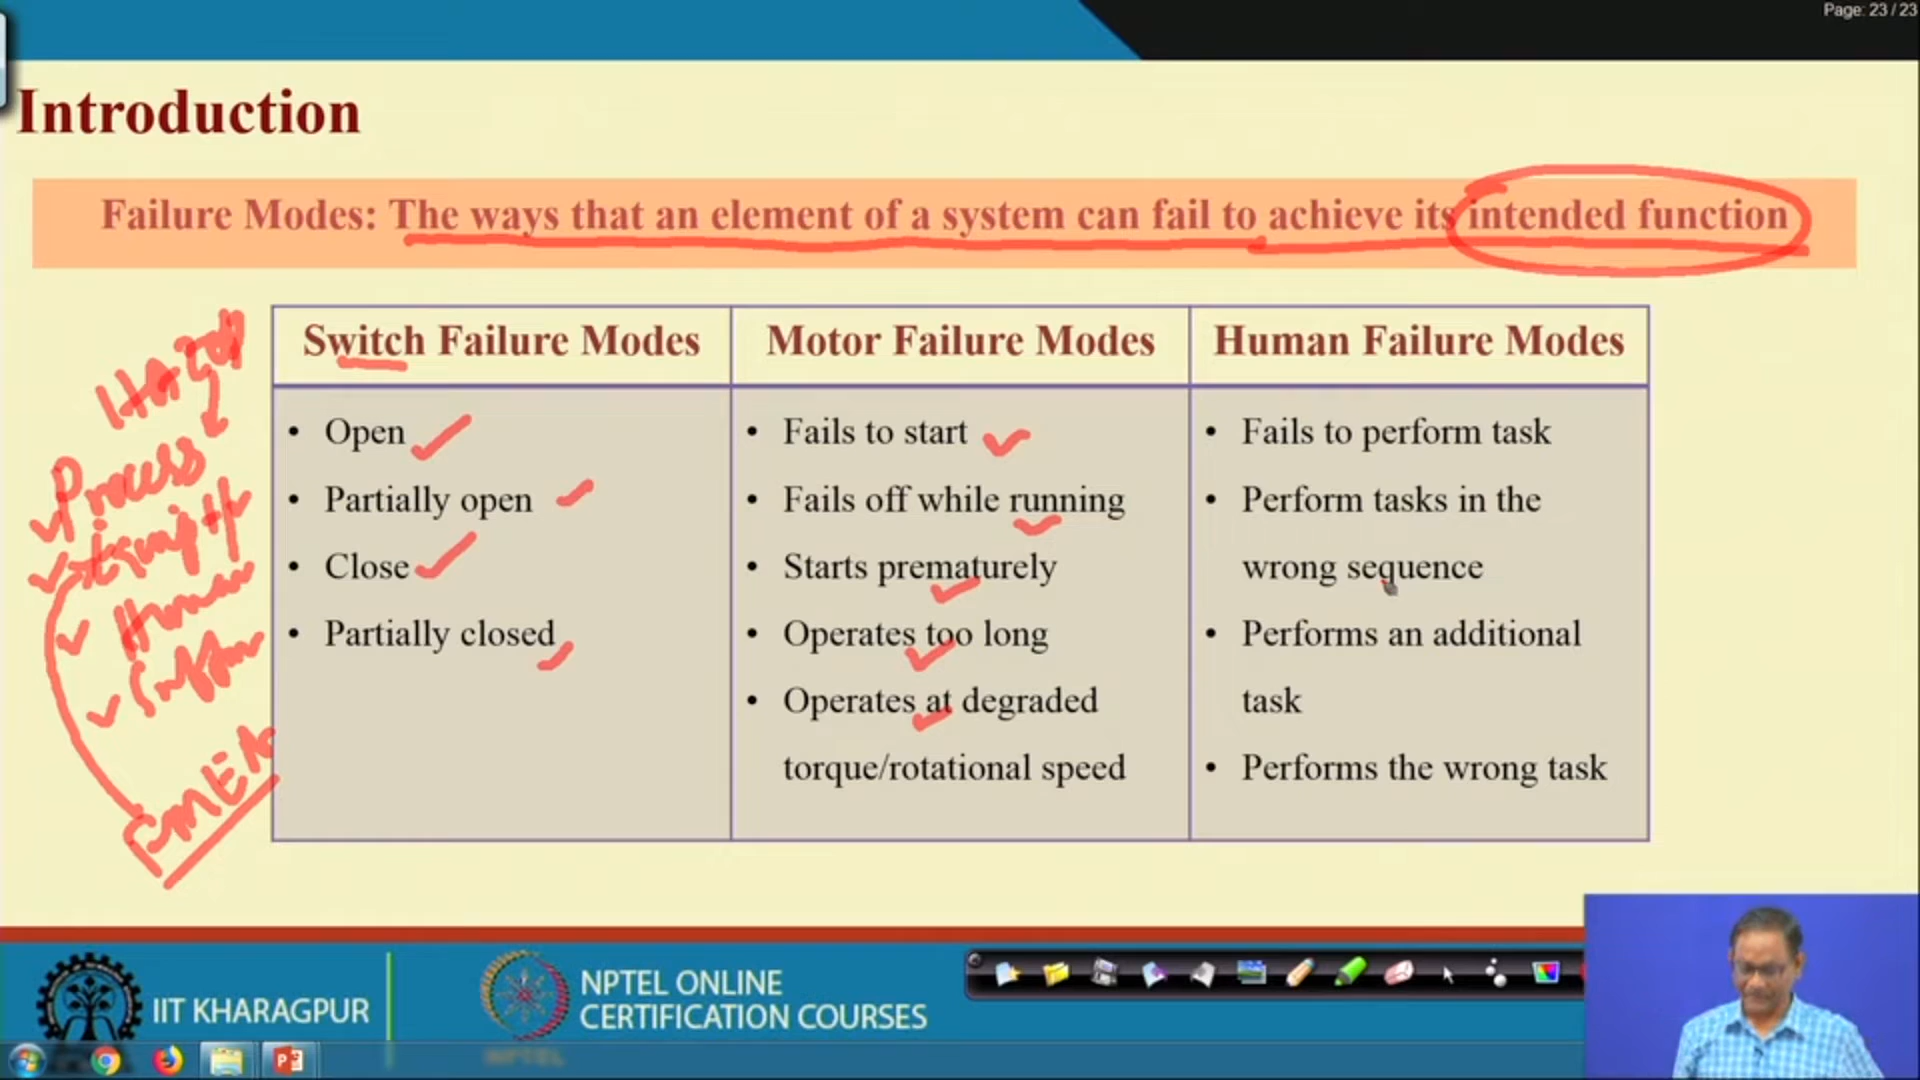 Page: 23 / 23
Introduction
Failure Modes: The ways that an element of a system can fail to achieve its intended function
Switch Failure Modes
• Open
• Partially open
• Close
• Partially closed
Motor Failure Modes
• Fails to start
• Fails off while running
• Starts prematurely
• Operates too long
• Operates at degraded
torque/rotational speed
Human Failure Modes
• Fails to perform task
• Perform tasks in the
wrong sequence
• Performs an additional
task
• Performs the wrong task
Process
Human
FMEA
IIT KHARAGPUR
NPTEL ONLINE
CERTIFICATION COURSES
NPTEL